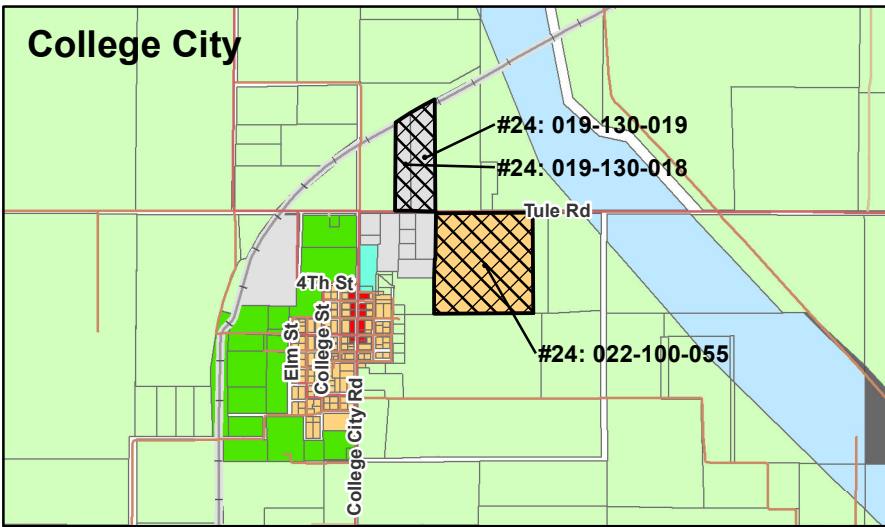 College City
#24: 019-130-019
#24: 019-130-018
Tule Rd
4Th St
Elm St
College St
#24: 022-100-055
College City Rd